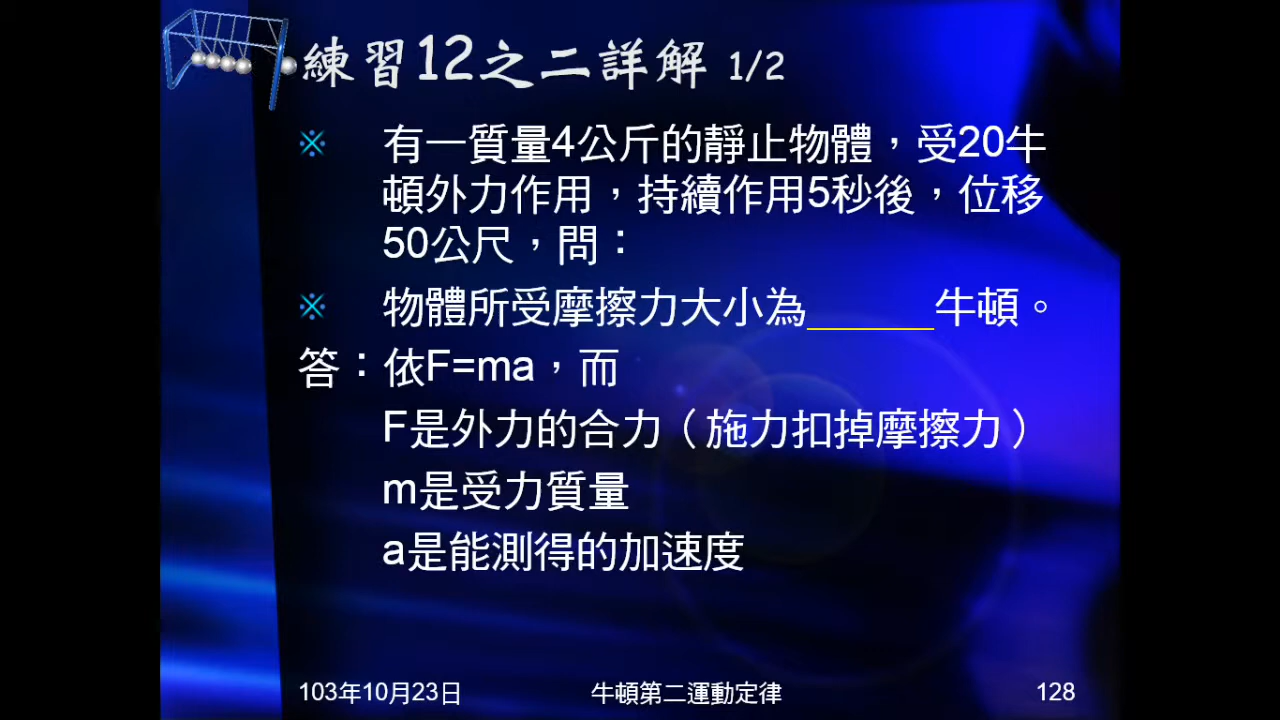 練習12之二詳解 1/2
※ 有一質量4公斤的靜止物體，受20牛
頓外力作用，持續作用5秒後，位移
50公尺，問：
※ 物體所受摩擦力大小為______牛頓。
答：依F=ma，而
F是外力的合力（施力扣掉摩擦力）
m是受力質量
a是能測得的加速度
103年10月23日 牛頓第二運動定律 128